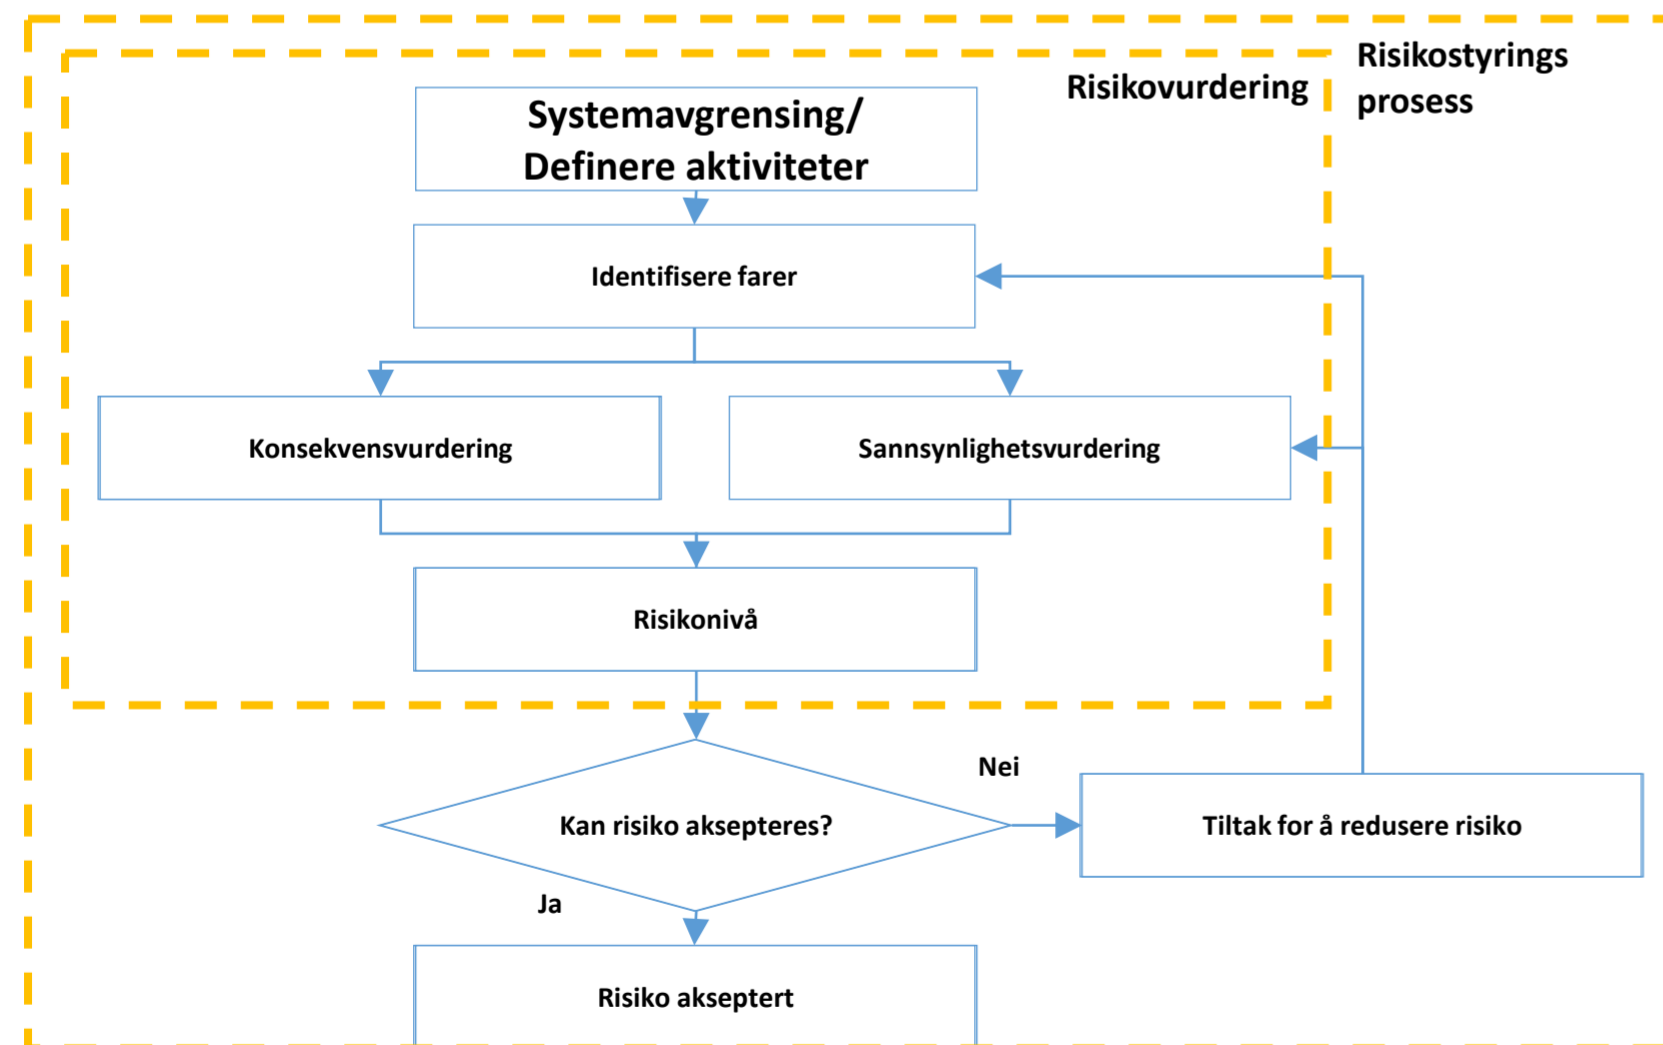 Risikostyrings
prosess
Risikovurdering
Systemavgrensing/
Definere aktiviteter
Identifisere farer
Konsekvensvurdering
Sannsynlighetsvurdering
Risikonivå
Kan risiko aksepteres?
Nei
Tiltak for å redusere risiko
Ja
Risiko akseptert